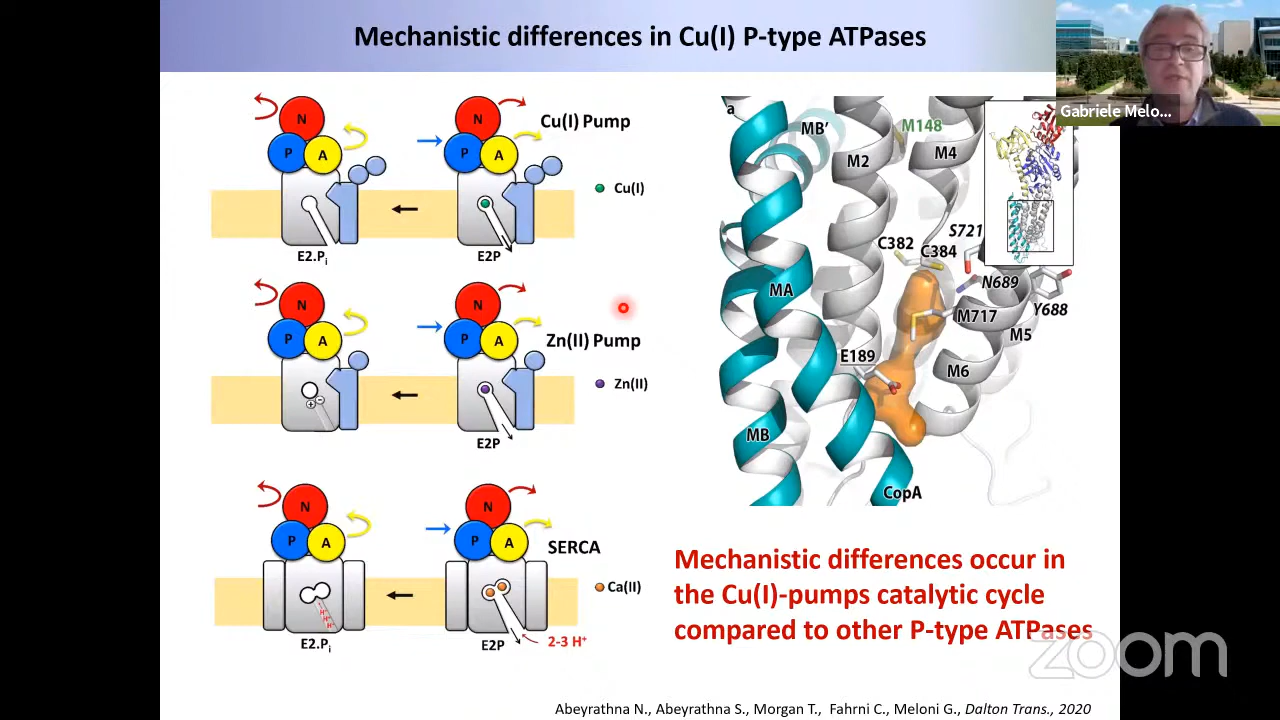 Mechanistic differences in Cu(I) P-type ATPases
Gabriele Melo...
N
P
A
E2.Pi
N
P
A
E2P
Cu(I) Pump
Cu(I)
N
P
A
N
P
A
E2P
Zn(II) Pump
Zn(II)
+
−
N
P
A
H+
H+
H+
E2.Pi
N
P
A
E2P
2-3 H+
SERCA
Ca(II)
a
MB’
M2
M148
M4
C382
C384
S721
N689
Y688
MA
M717
M5
E189
M6
MB
CopA
Mechanistic differences occur in
the Cu(I)-pumps catalytic cycle
compared to other P-type ATPases
zoom
Abeyrathna N., Abeyrathna S., Morgan T., Fahrni C., Meloni G., Dalton Trans., 2020